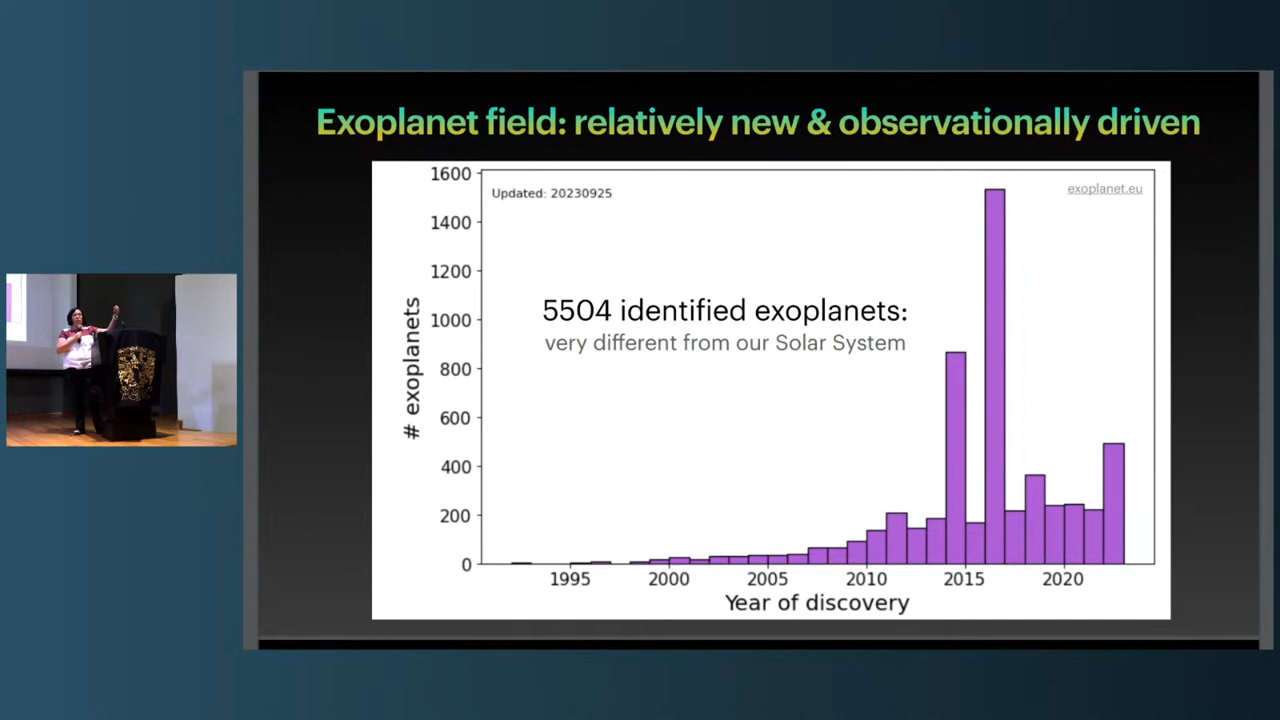 Exoplanet field: relatively new & observationally driven
1600
1400
1200
1000
800
600
400
200
0
# exoplanets
Updated: 20230925
exoplanet.eu
5504 identified exoplanets:
very different from our Solar System
1995
2000
2005
2010
2015
2020
Year of discovery